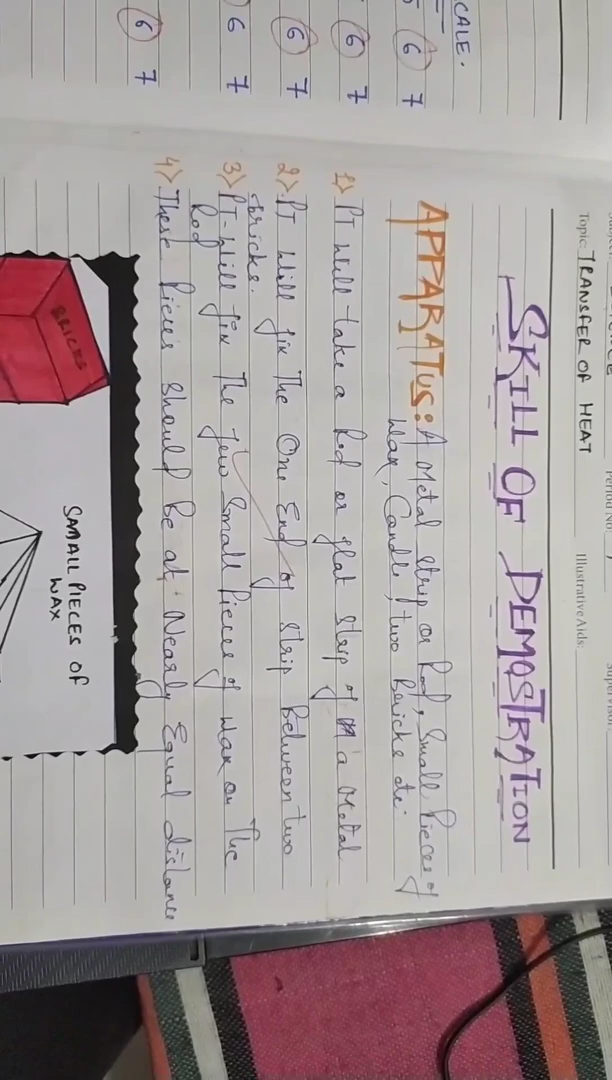 CALE.
6 7
6 7
6 7
6 7
6 7
Topic: TRANSFER OF HEAT
Illustrative Aids:
SKILL OF DEMOSTRATION
APPARATUS: A Metal Strip or Rod, Small Pieces of
Wax, Candle, two Bricks etc.
1) PT Will take a Rod or flat Strip of a Metal
2) PT Will fix The One End of Strip Between two
bricks.
3) PT Will fix The few Small Pieces of Wax on The
Rod
4) These Pieces Should Be at Nearly Equal distance
BRICKS
SMALL PIECES OF
WAX